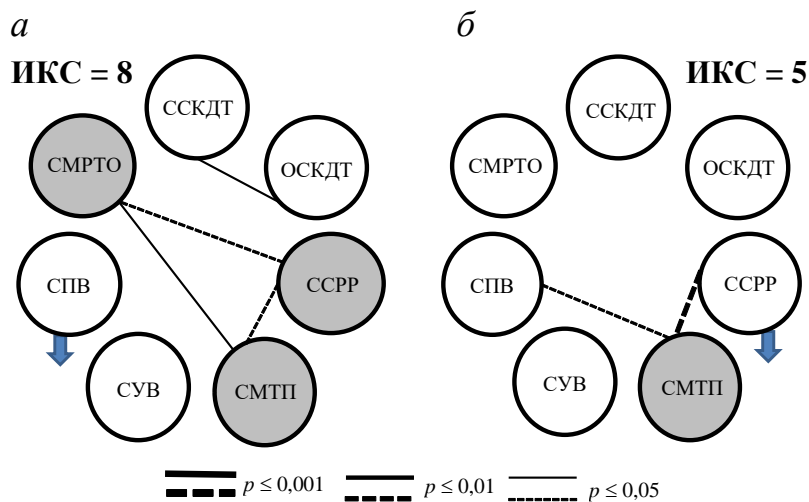 а
ИКС = 8
ССКДТ
СМРТО
ОСКДТ
СПВ
ССРР
СУВ
СМТП
б
ИКС = 5
ССКДТ
СМРТО
ОСКДТ
СПВ
ССРР
СУВ
СМТП
p ≤ 0,001
p ≤ 0,01
p ≤ 0,05